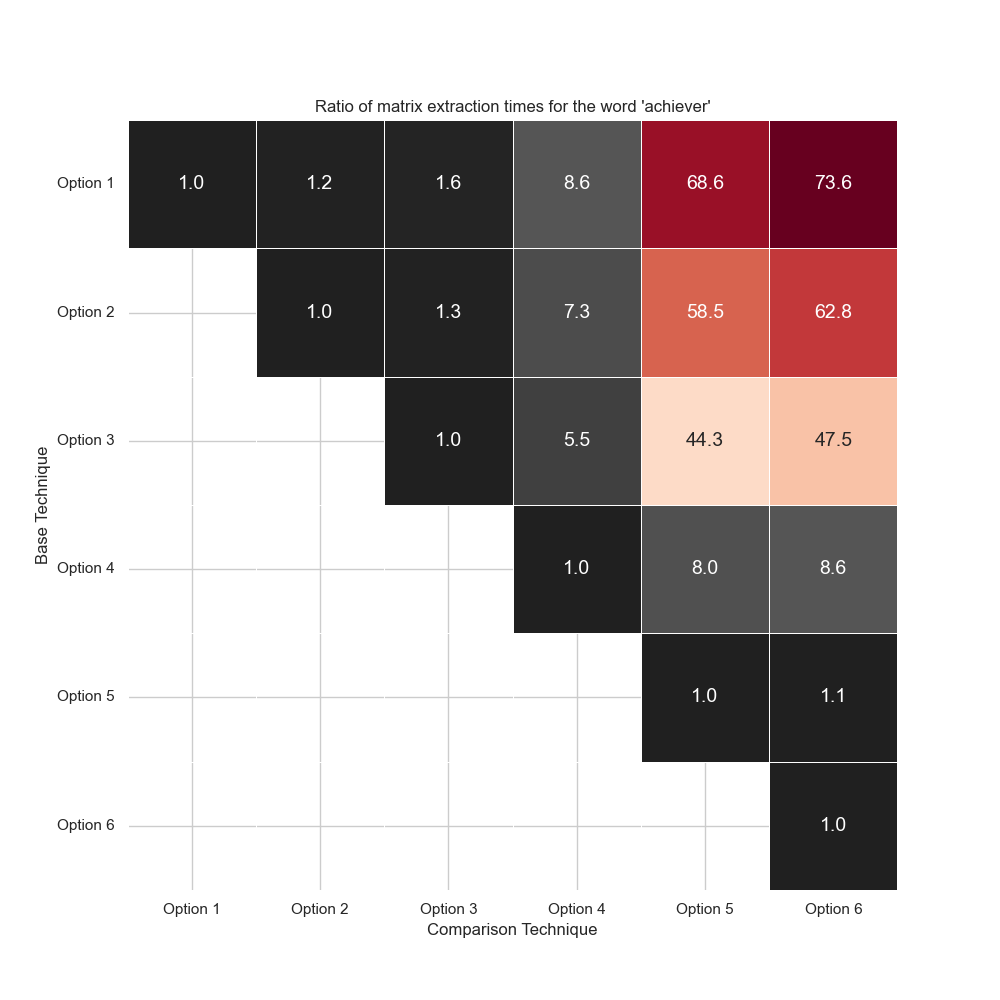 Ratio of matrix extraction times for the word 'achiever'
Option 1 1.0 1.2 1.6 8.6 68.6 73.6
Option 2 1.0 1.3 7.3 58.5 62.8
Option 3 1.0 5.5 44.3 47.5
Option 4 1.0 8.0 8.6
Option 5 1.0 1.1
Option 6 1.0
Base Technique
Option 1 Option 2 Option 3 Option 4 Option 5 Option 6
Comparison Technique